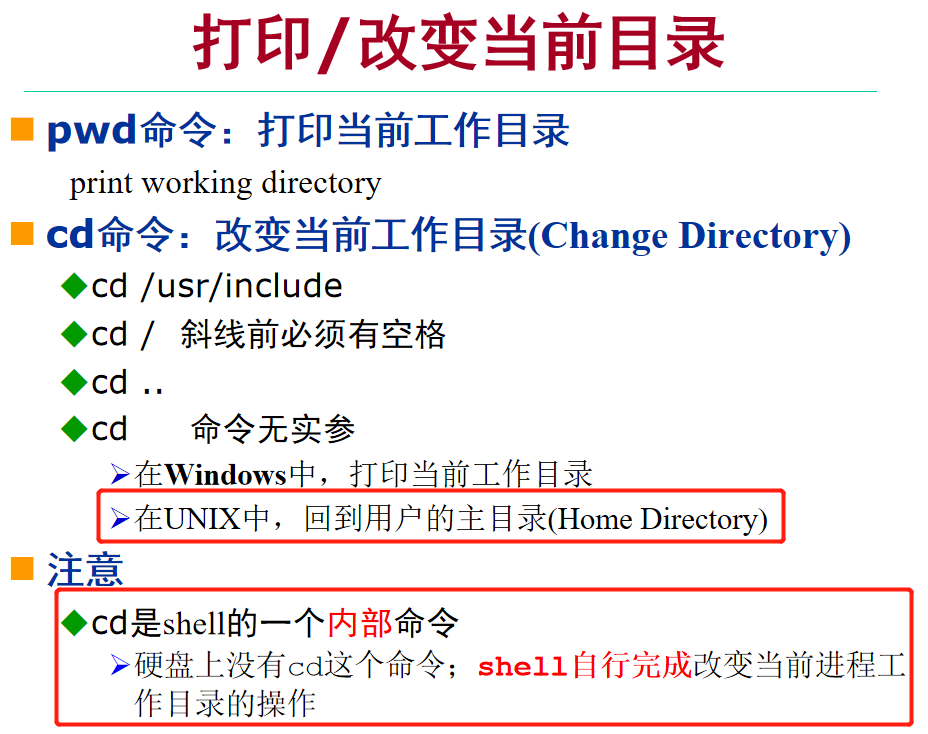 打印/改变当前目录
pwd命令：打印当前工作目录
print working directory
cd命令：改变当前工作目录(Change Directory)
cd /usr/include
cd / 斜线前必须有空格
cd ..
cd 命令无实参
在Windows中，打印当前工作目录
在UNIX中，回到用户的主目录(Home Directory)
注意
cd是shell的一个内部命令
硬盘上没有cd这个命令；shell自行完成改变当前进程工
作目录的操作